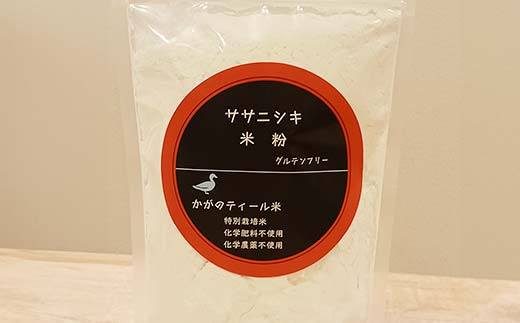 ササニシキ
米粉
グルテンフリー
かがのティール米
特別栽培米
化学肥料不使用
化学農薬不使用